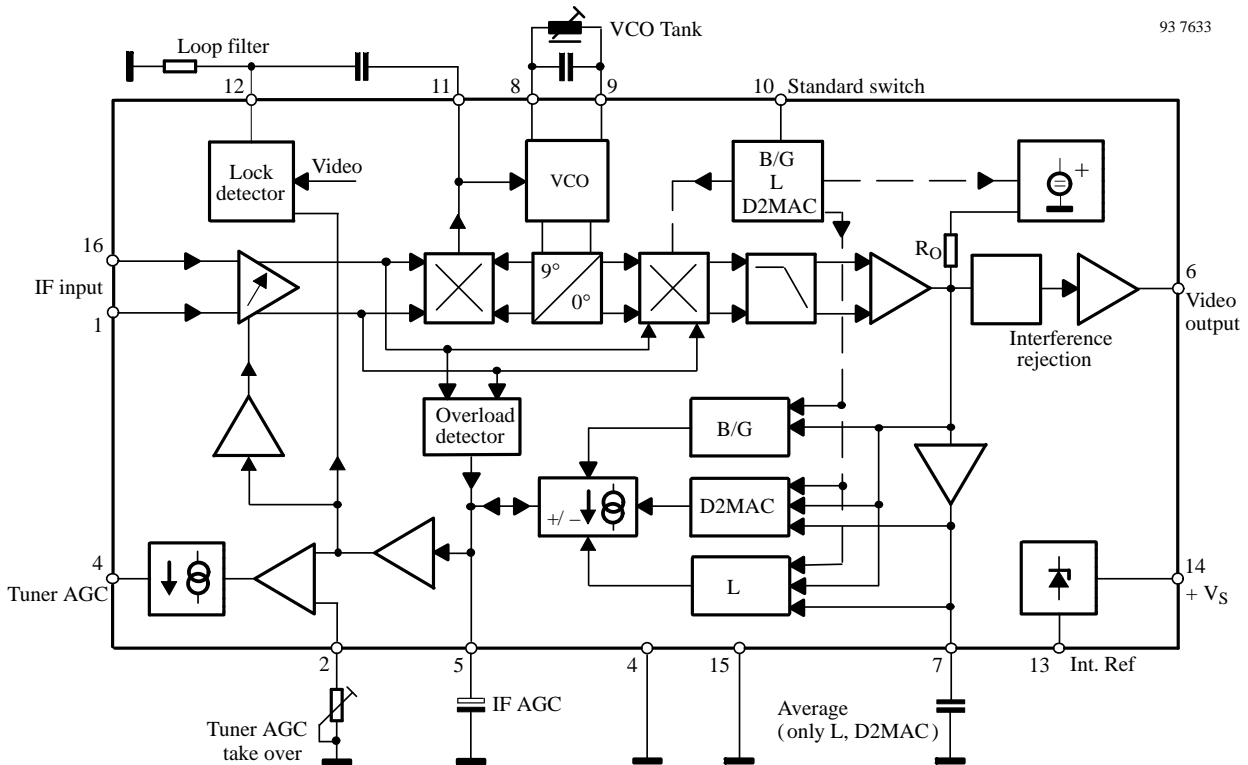 VCO Tank
93 7633
Loop filter
12
11
8
9
10
Standard switch
Lock
detector
Video
VCO
B/G
L
D2MAC
=
+
16
IF input
1
9°
0°
RO
6
Video
output
Interference
rejection
Overload
detector
B/G
+/ –
D2MAC
L
4
Tuner AGC
14
+ VS
2
5
4
15
7
13
Int. Ref
IF AGC
Tuner AGC
take over
Average
(only L, D2MAC)